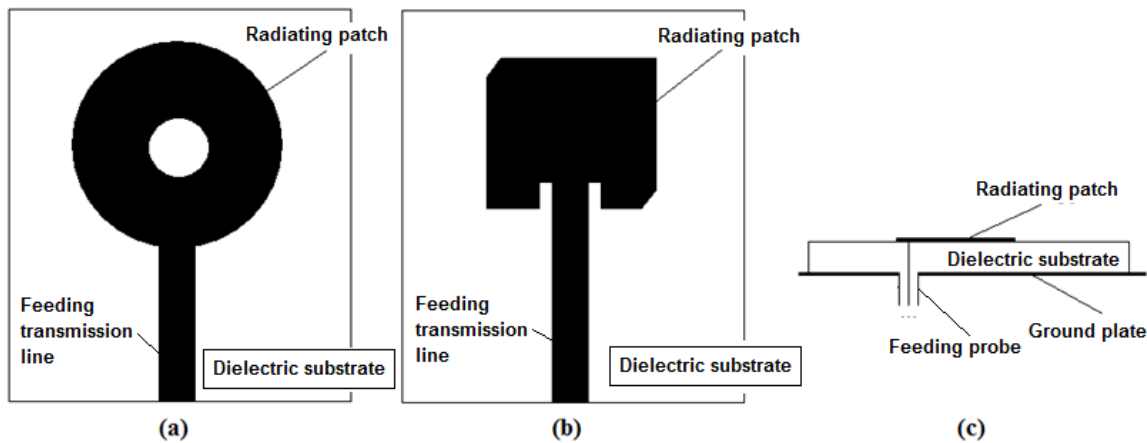 Radiating patch
Feeding
transmission
line
Dielectric substrate
(a)
Radiating patch
Feeding
transmission
line
Dielectric substrate
(b)
Radiating patch
Dielectric substrate
Ground plate
Feeding probe
(c)